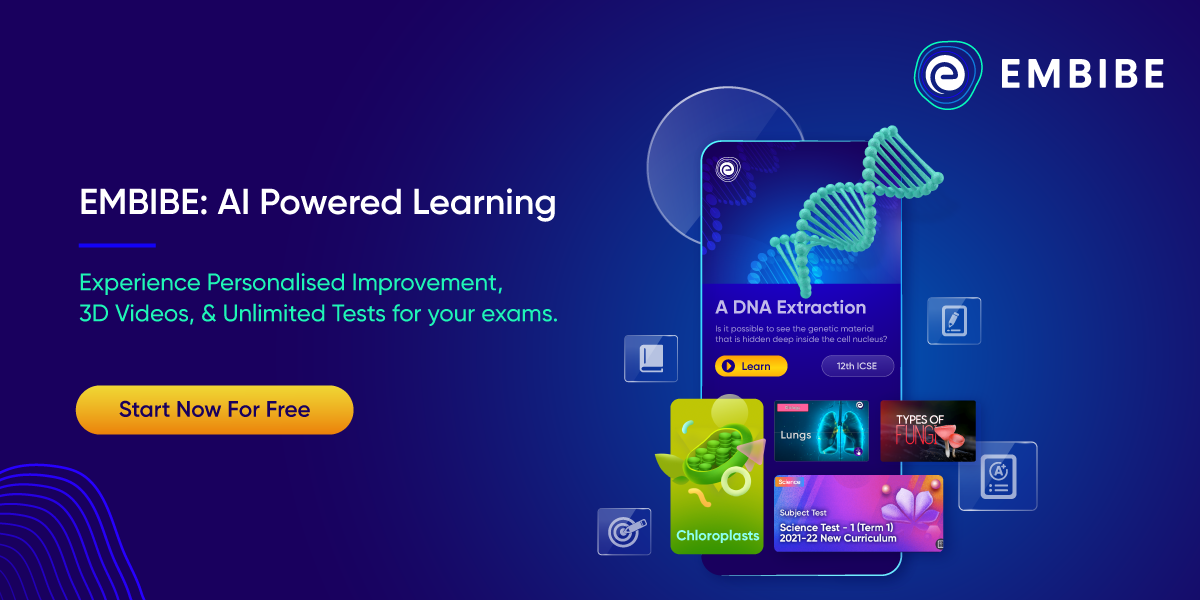 EMBIBE
EMBIBE: AI Powered Learning
Experience Personalised Improvement,
3D Videos, & Unlimited Tests for your exams.
Start Now For Free
A DNA Extraction
Is it possible to see the genetic material
that is hidden deep inside the cell nucleus?
Learn
12th ICSE
Chloroplasts
Lungs
TYPES OF
FUNGI
Science
Subject Test
Science Test - 1 (Term 1)
2021-22 New Curriculum
A+